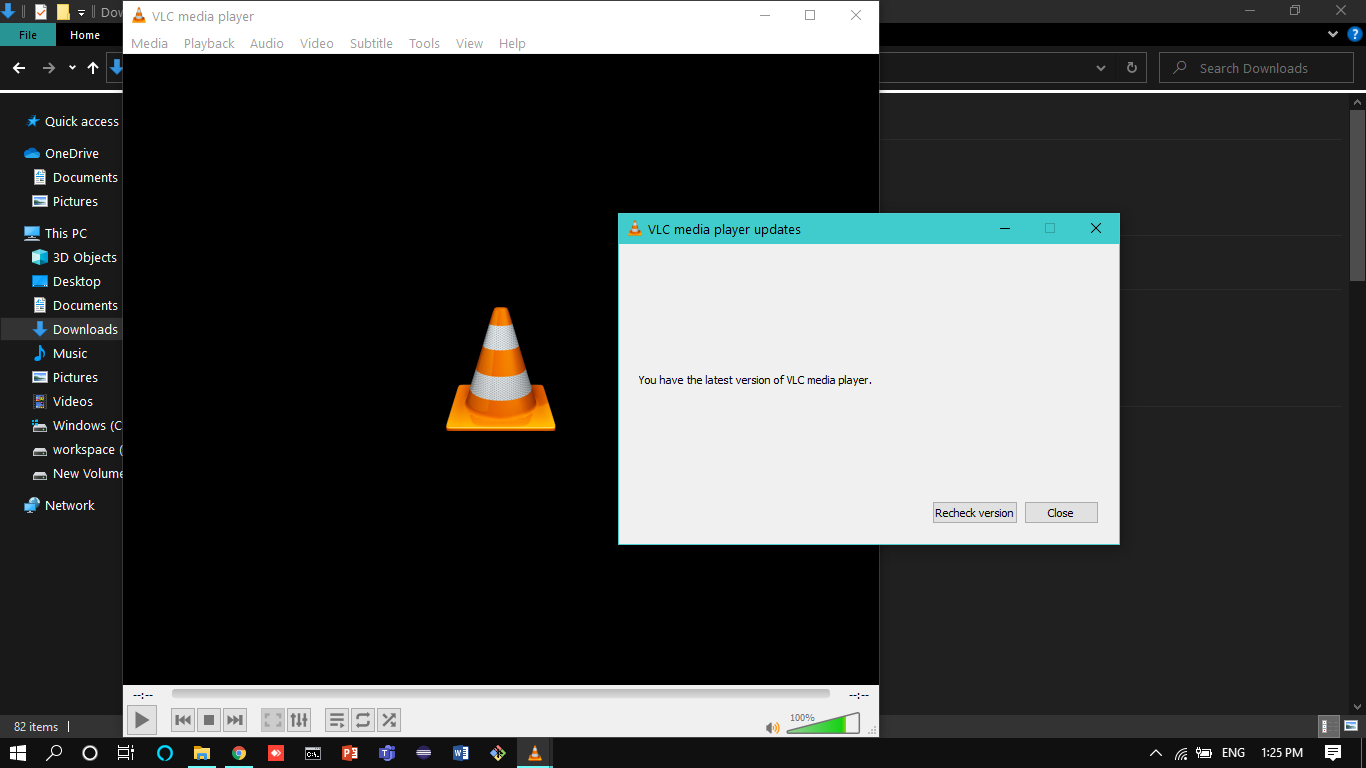 Dow
VLC media player
File
Home
Media Playback Audio Video Subtitle Tools View Help
Search Downloads
Quick access
OneDrive
Documents
Pictures
This PC
3D Objects
Desktop
Documents
Downloads
Music
Pictures
Videos
Windows (C
workspace (
New Volume
Network
VLC media player updates
You have the latest version of VLC media player.
Recheck version
Close
--:--
--:--
100%
82 items
C:\.
ENG
1:25 PM